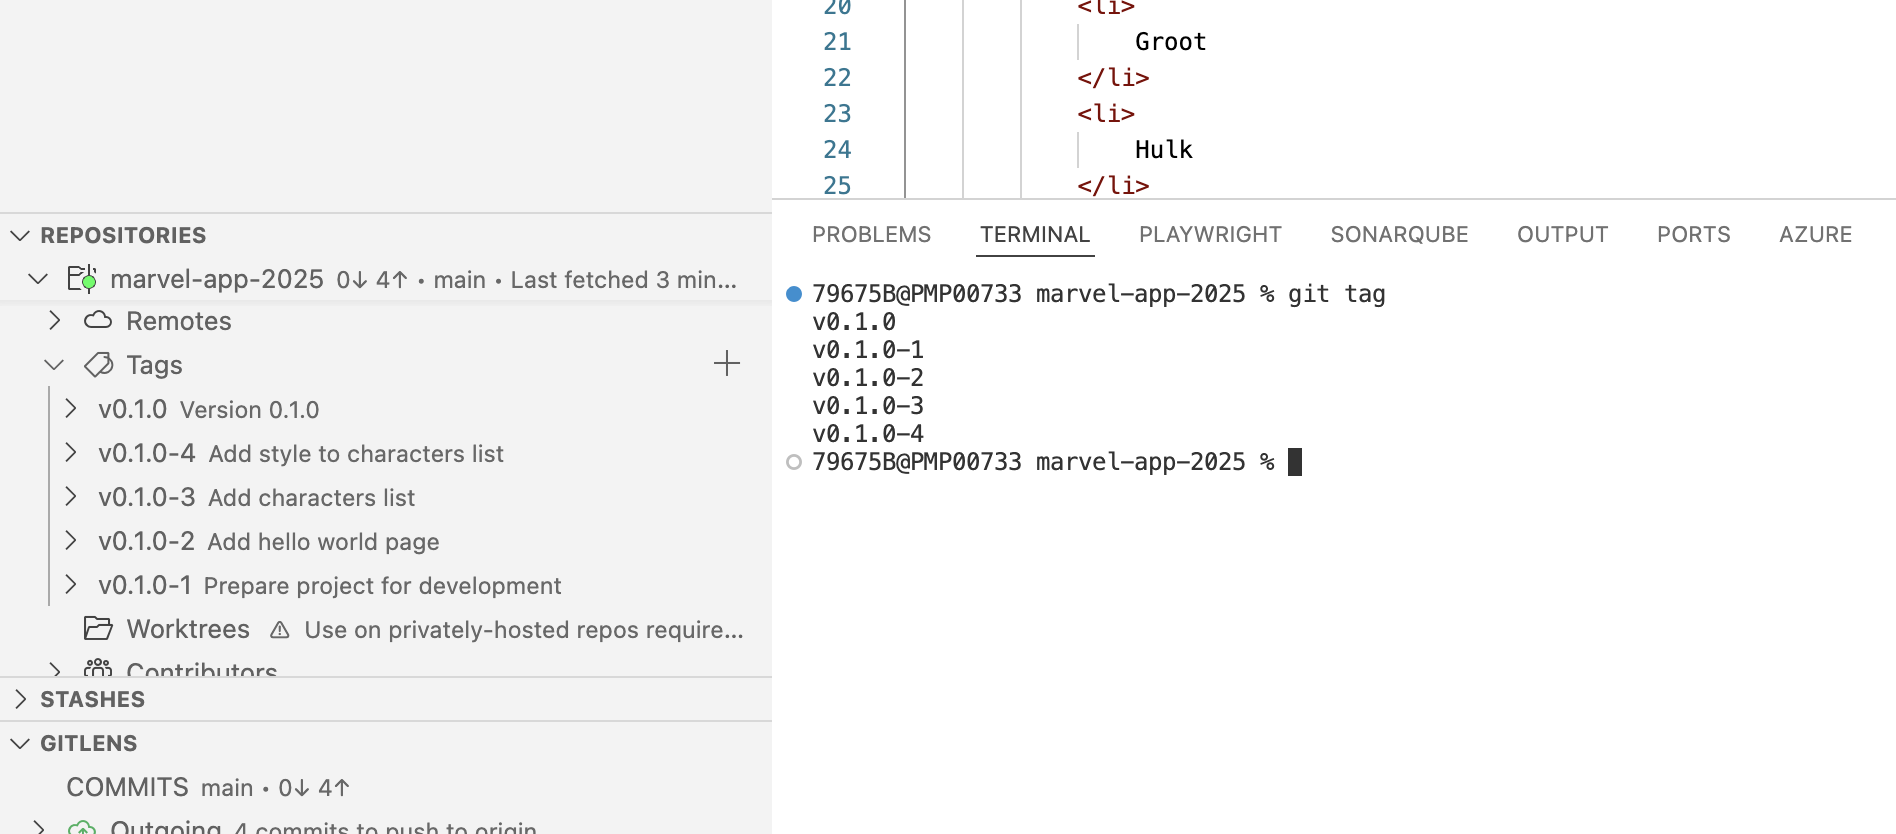 REPOSITORIES
marvel-app-2025 0↓ 4↑ • main • Last fetched 3 min...
Remotes
Tags
v0.1.0 Version 0.1.0
v0.1.0-4 Add style to characters list
v0.1.0-3 Add characters list
v0.1.0-2 Add hello world page
v0.1.0-1 Prepare project for development
Worktrees ⚠ Use on privately-hosted repos require...
Contributors
STASHES
GITLENS
COMMITS main • 0↓ 4↑
Outgoing 4 commits to push to origin
20 <li>
21 Groot
22 </li>
23 <li>
24 Hulk
25 </li>
PROBLEMS TERMINAL PLAYWRIGHT SONARQUBE OUTPUT PORTS AZURE
79675B@PMP00733 marvel-app-2025 % git tag
v0.1.0
v0.1.0-1
v0.1.0-2
v0.1.0-3
v0.1.0-4
79675B@PMP00733 marvel-app-2025 %